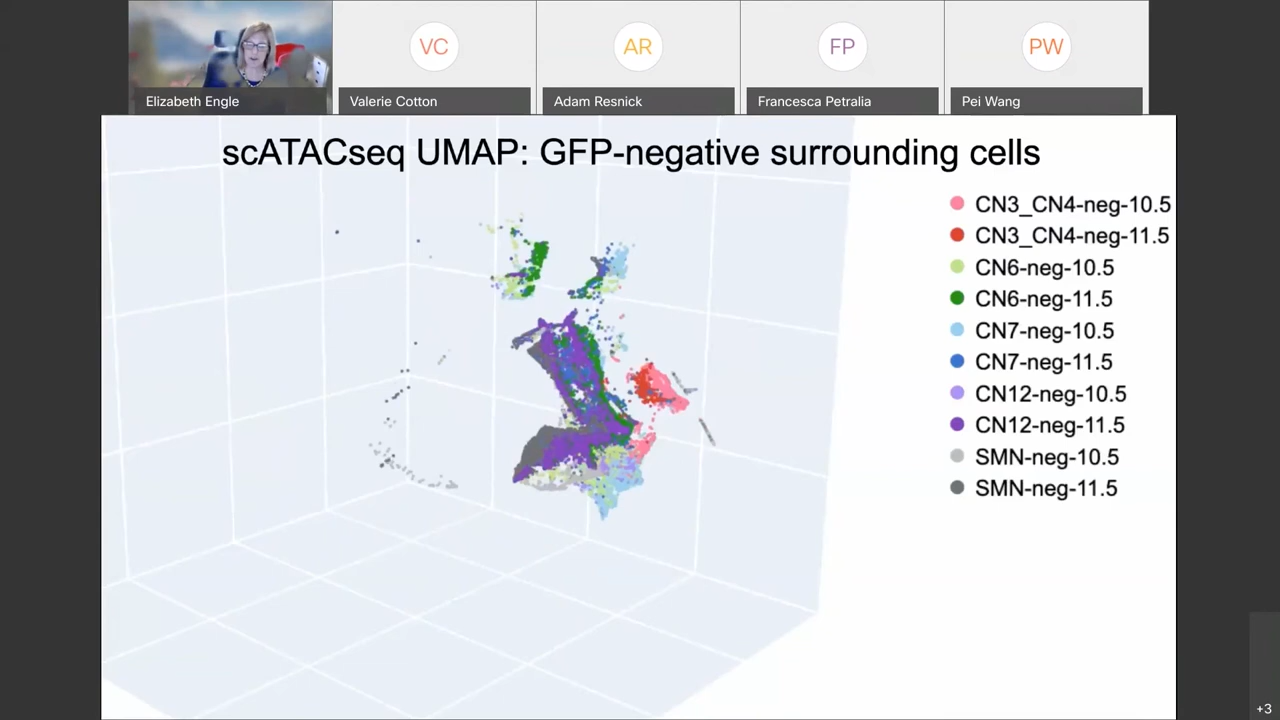 VC
AR
FP
PW
Elizabeth Engle
Valerie Cotton
Adam Resnick
Francesca Petralia
Pei Wang
scATACseq UMAP: GFP-negative surrounding cells
CN3_CN4-neg-10.5
CN3_CN4-neg-11.5
CN6-neg-10.5
CN6-neg-11.5
CN7-neg-10.5
CN7-neg-11.5
CN12-neg-10.5
CN12-neg-11.5
SMN-neg-10.5
SMN-neg-11.5
+3